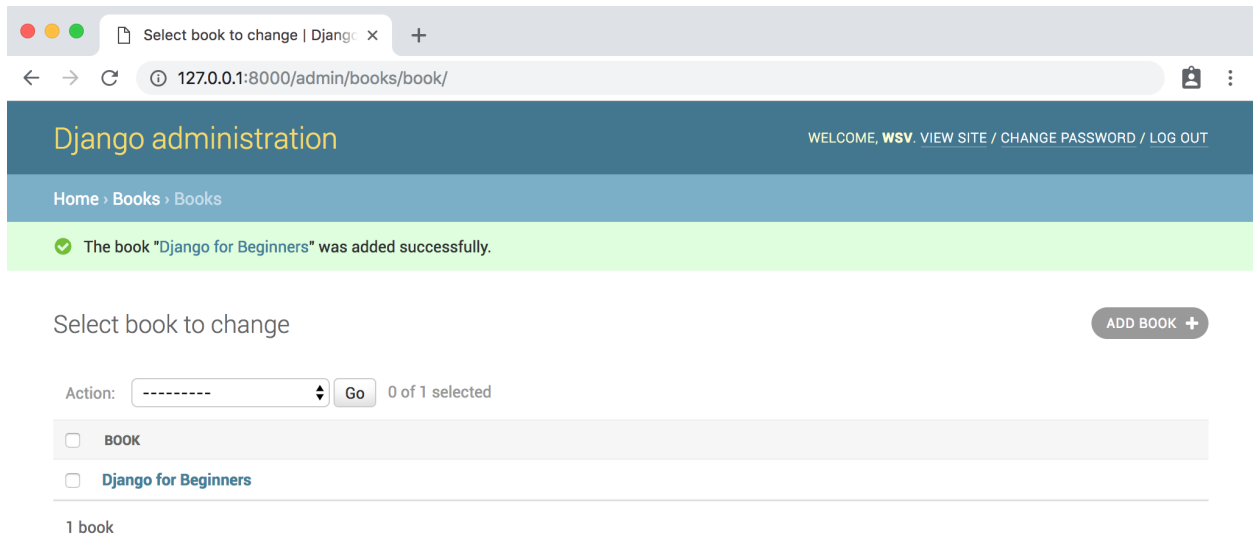 Select book to change | Djang
127.0.0.1:8000/admin/books/book/
Django administration
WELCOME, WSV. VIEW SITE / CHANGE PASSWORD / LOG OUT
Home › Books › Books
The book "Django for Beginners" was added successfully.
Select book to change
ADD BOOK +
Action: --------- Go 0 of 1 selected
BOOK
Django for Beginners
1 book